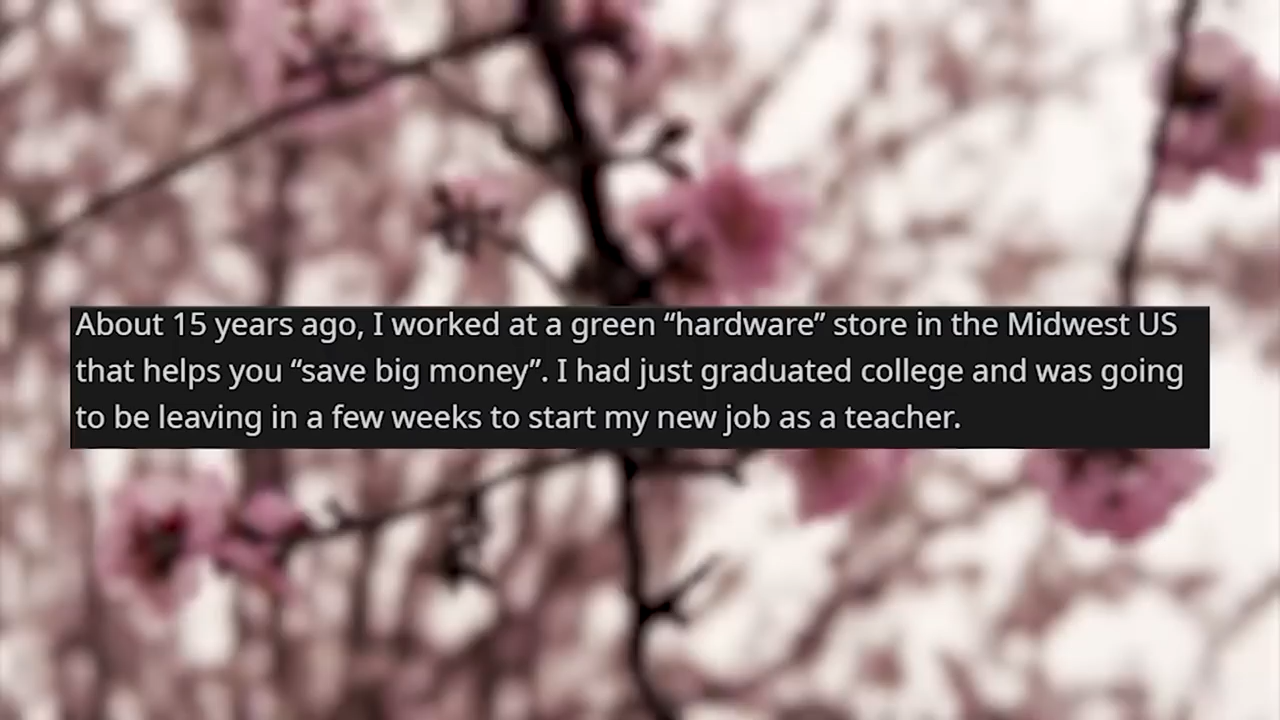 About 15 years ago, I worked at a green “hardware” store in the Midwest US
that helps you “save big money”. I had just graduated college and was going
to be leaving in a few weeks to start my new job as a teacher.